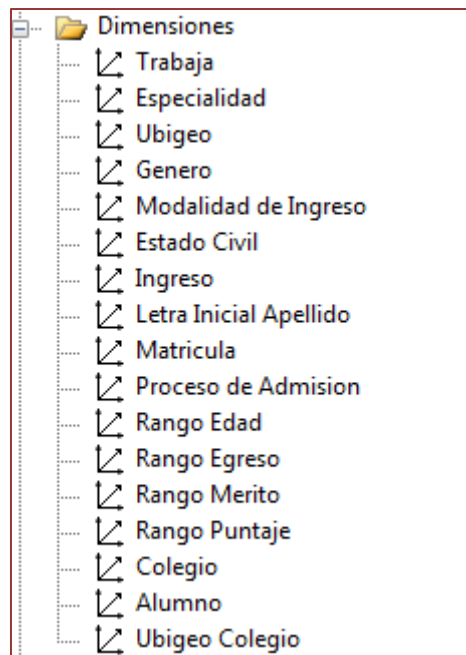 Dimensiones
Trabaja
Especialidad
Ubigeo
Genero
Modalidad de Ingreso
Estado Civil
Ingreso
Letra Inicial Apellido
Matricula
Proceso de Admision
Rango Edad
Rango Egreso
Rango Merito
Rango Puntaje
Colegio
Alumno
Ubigeo Colegio